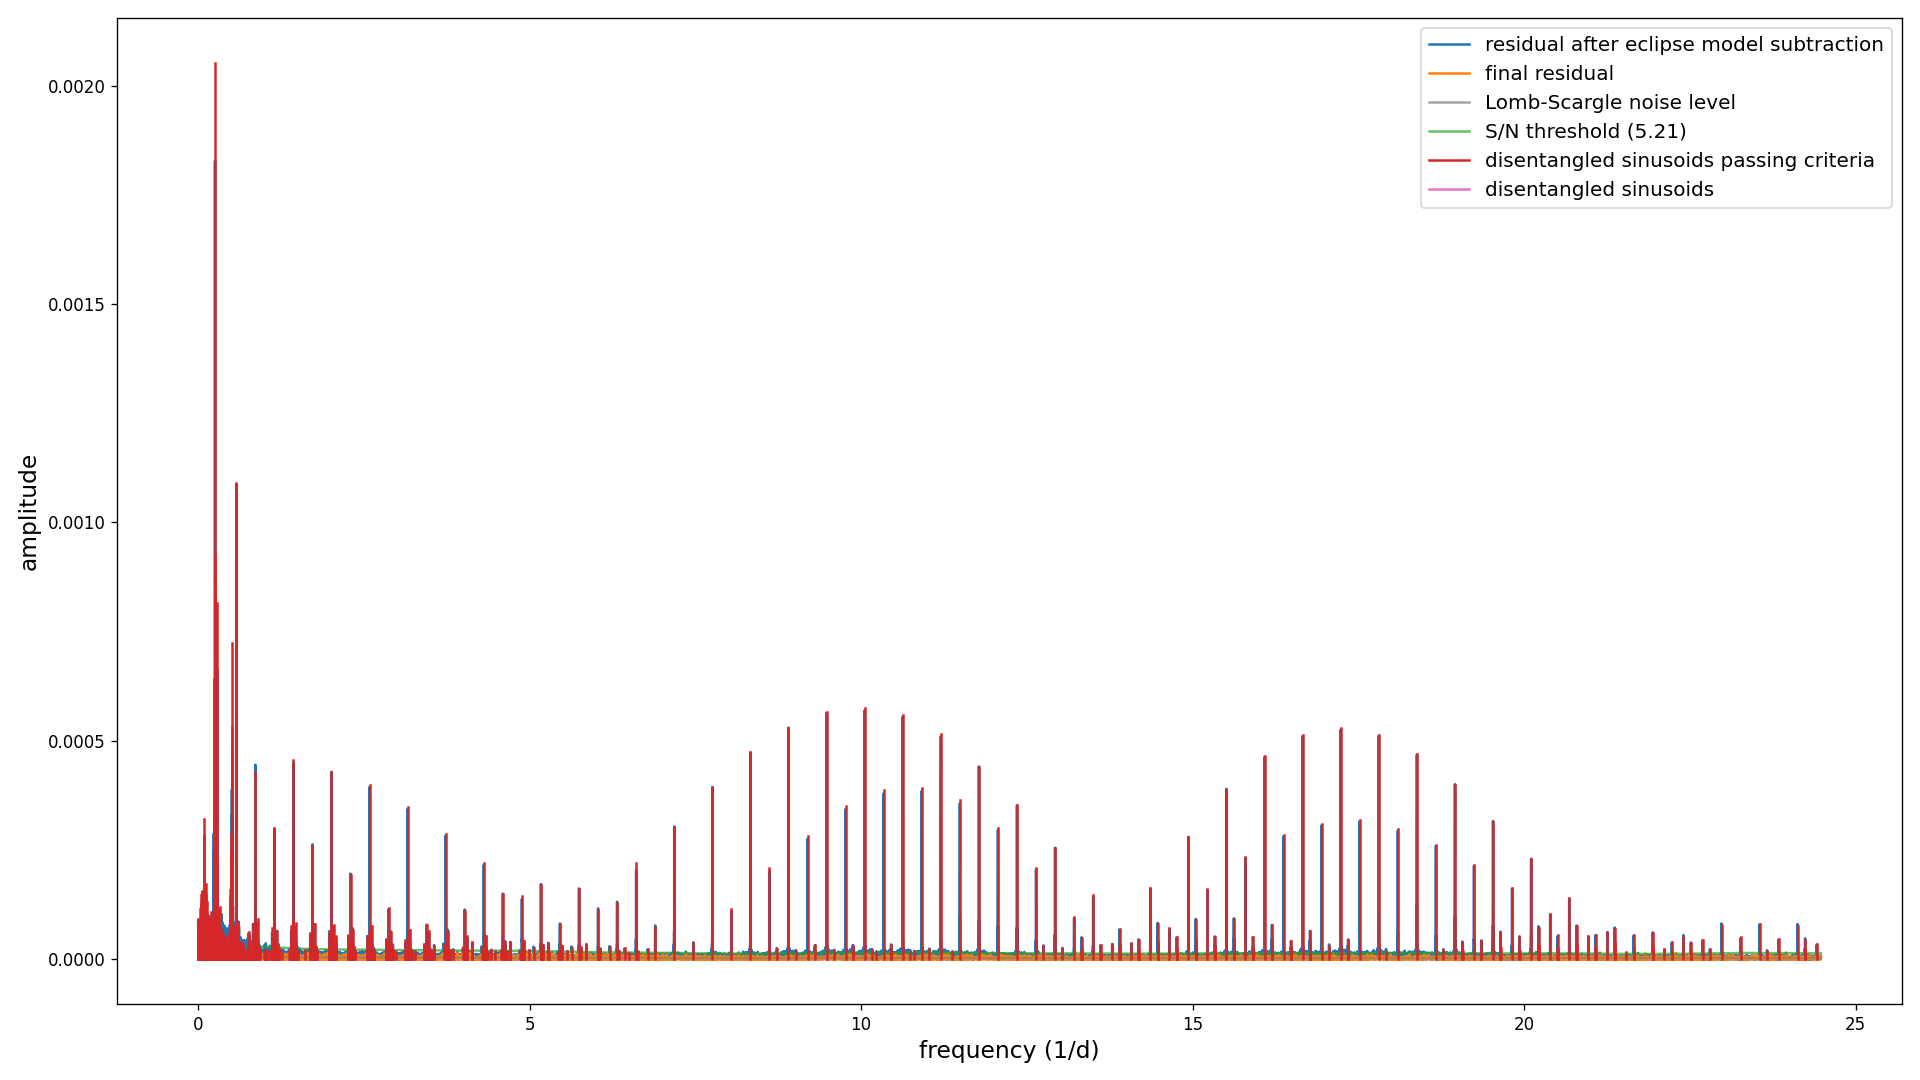 residual after eclipse model subtraction
final residual
Lomb-Scargle noise level
S/N threshold (5.21)
disentangled sinusoids passing criteria
disentangled sinusoids
amplitude
0.0020
0.0015
0.0010
0.0005
0.0000
0 5 10 15 20 25
frequency (1/d)